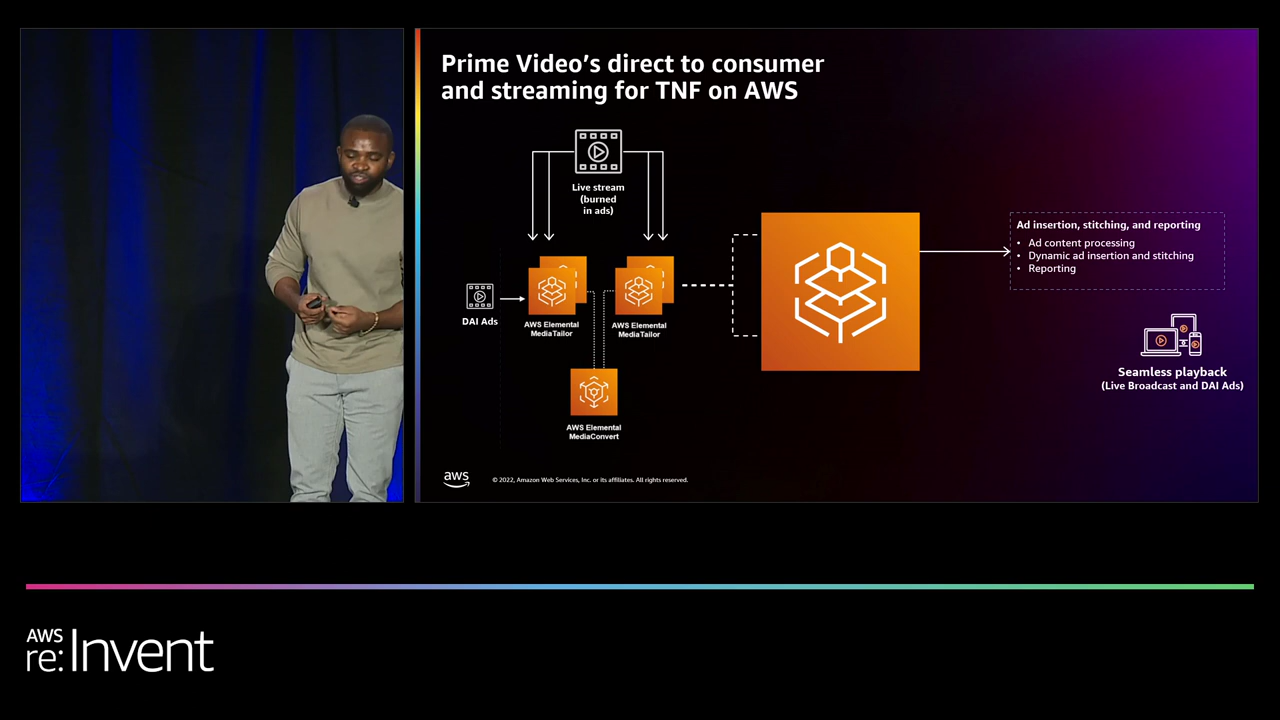 Prime Video's direct to consumer
and streaming for TNF on AWS
Live stream
(burned
in ads)
DAI Ads
AWS Elemental
MediaTailor
AWS Elemental
MediaTailor
AWS Elemental
MediaConvert
Ad insertion, stitching, and reporting
• Ad content processing
• Dynamic ad insertion and stitching
• Reporting
Seamless playback
(Live Broadcast and DAI Ads)
aws
© 2022, Amazon Web Services, Inc. or its affiliates. All rights reserved.
AWS
re:Invent